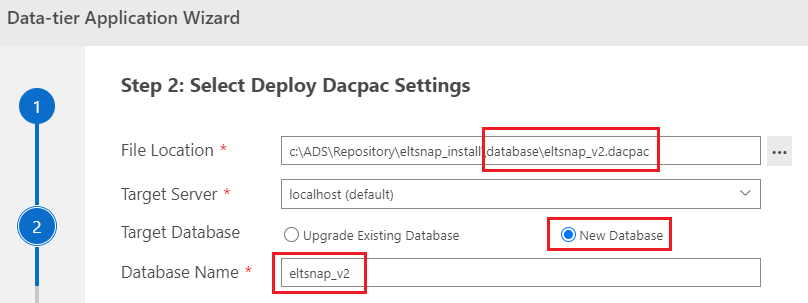 Data-tier Application Wizard
1
Step 2: Select Deploy Dacpac Settings
File Location * c:\ADS\Repository\eltsnap_install\database\eltsnap_v2.dacpac ...
Target Server * localhost (default)
2 Target Database Upgrade Existing Database New Database
Database Name * eltsnap_v2